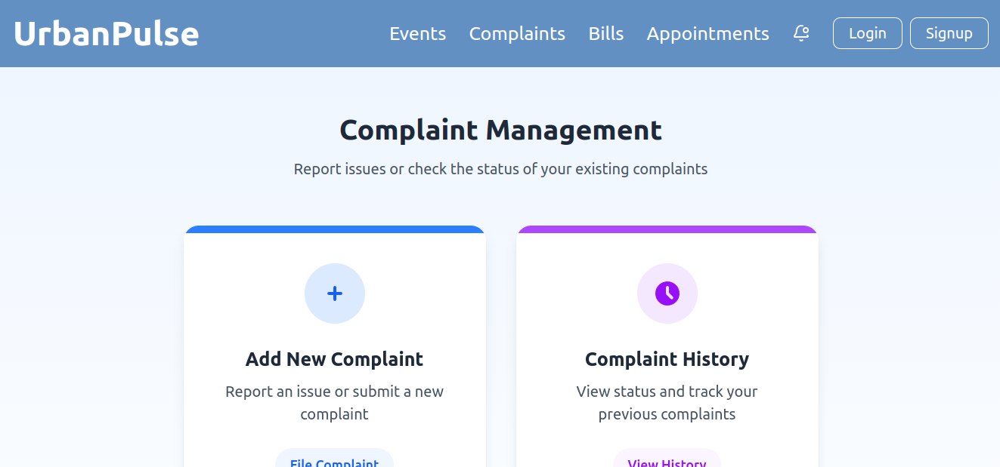 UrbanPulse
Events Complaints Bills Appointments Login Signup
Complaint Management
Report issues or check the status of your existing complaints
Add New Complaint
Report an issue or submit a new
complaint
File Complaint
Complaint History
View status and track your
previous complaints
View History